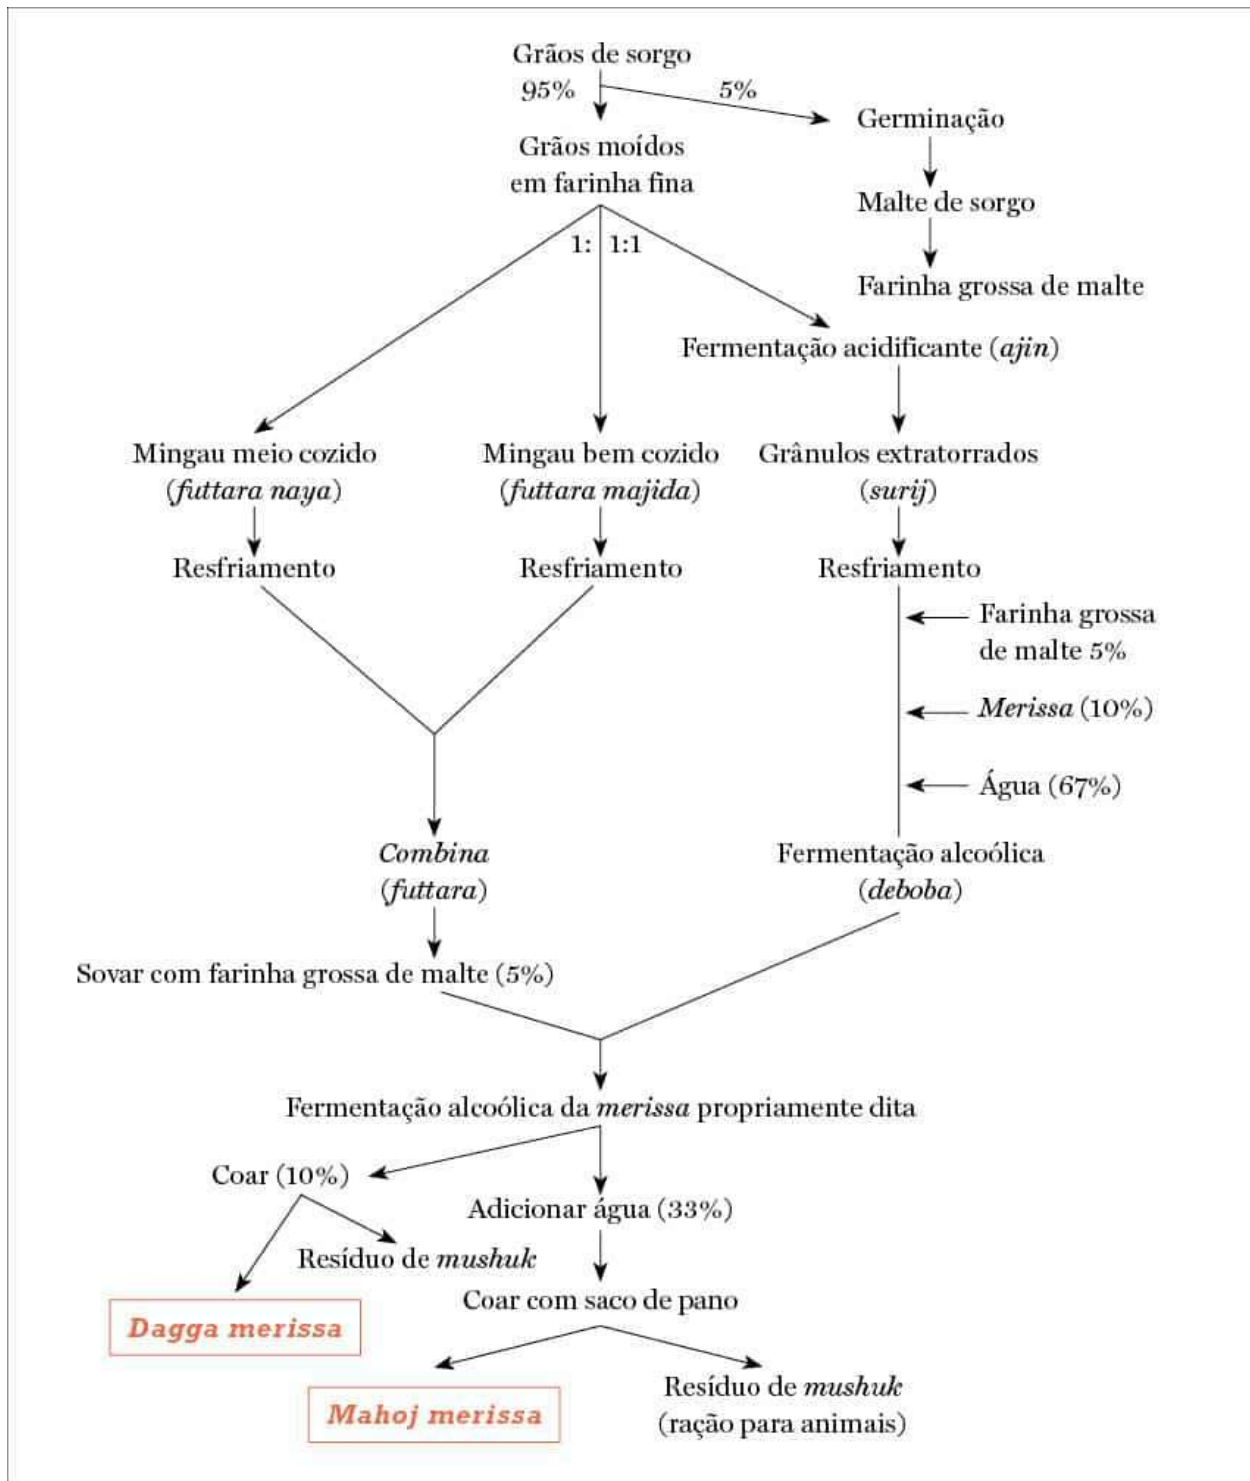 Grãos de sorgo
95%
5%
Germinação
Grãos moídos
em farinha fina
Malte de sorgo
1:
1:1
Farinha grossa de malte
Fermentação acidificante (ajin)
Mingau meio cozido
(futtara naya)
Mingau bem cozido
(futtara majida)
Grânulos extratorrados
(surij)
Resfriamento
Resfriamento
Resfriamento
Farinha grossa
de malte 5%
Merissa (10%)
Água (67%)
Combina
(futtara)
Fermentação alcoólica
(deboba)
Sovar com farinha grossa de malte (5%)
Fermentação alcoólica da merissa propriamente dita
Coar (10%)
Adicionar água (33%)
Resíduo de mushuk
Coar com saco de pano
Dagga merissa
Mahoj merissa
Resíduo de mushuk
(ração para animais)